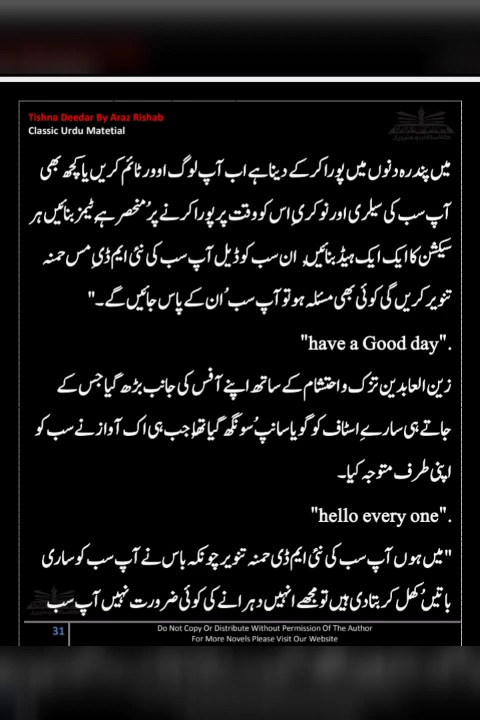 Tishna Deedar By Araz Rishab
Classic Urdu Matetial
میں پندرہ دنوں میں پورا کر کے دینا ہے اب آپ لوگ اوور ٹائم کریں یا کچھ بھی
آپ سب کی سیلری اور نوکری اِس کو وقت پر پورا کرنے پر مُنحصر ہے ٹیمز بنائیں ہر
سیکشن کا ایک ایک ہیڈ بنائیں، ان سب کو ڈیل آپ سب کی نئی ایم ڈی مس حمنہ
تنویر کریں گی کوئی بھی مسئلہ ہو تو آپ سب اُن کے پاس جائیں گے۔"
"have a Good day".
زین العابدین تزک و احتشام کے ساتھ اپنے آفس کی جانب بڑھ گیا جس کے
جاتے ہی سارے اسٹاف کو گویا سانپ سُونگھ گیا تھا جب ہی اک آواز نے سب کو
اپنی طرف متوجہ کیا۔
"hello every one".
"میں ہوں آپ سب کی نئی ایم ڈی حمنہ تنویر چونکہ باس نے آپ سب کو ساری
باتیں کُھل کر بتا دی ہیں تو مجھے انہیں دہرانے کی کوئی ضرورت نہیں آپ سب
31
Do Not Copy Or Distribute Without Permission Of The Author
For More Novels Please Visit Our Website